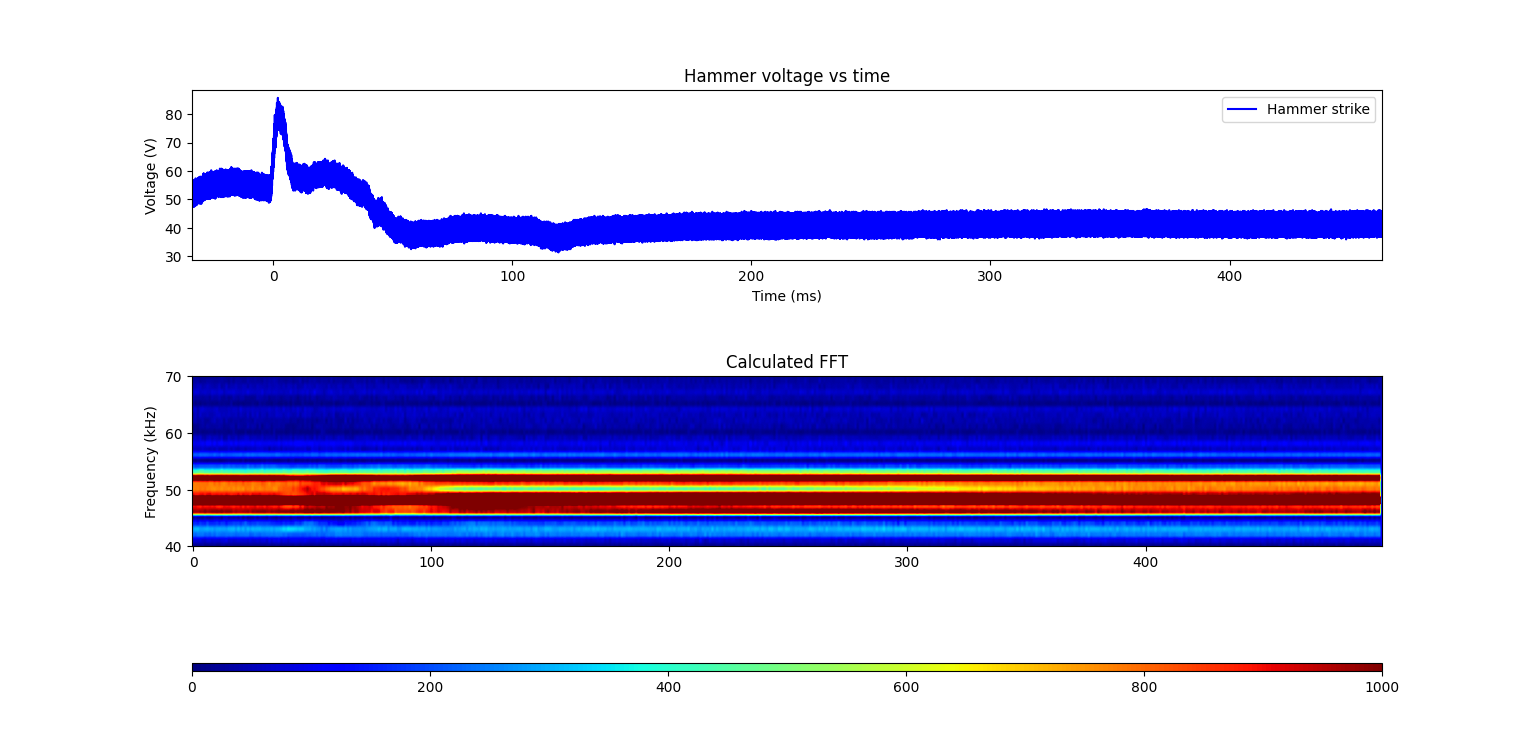 Hammer voltage vs time
Hammer strike
Voltage (V)
80
70
60
50
40
30
0 100 200 300 400
Time (ms)
Calculated FFT
Frequency (kHz)
70
60
50
40
0 100 200 300 400
0 200 400 600 800 1000